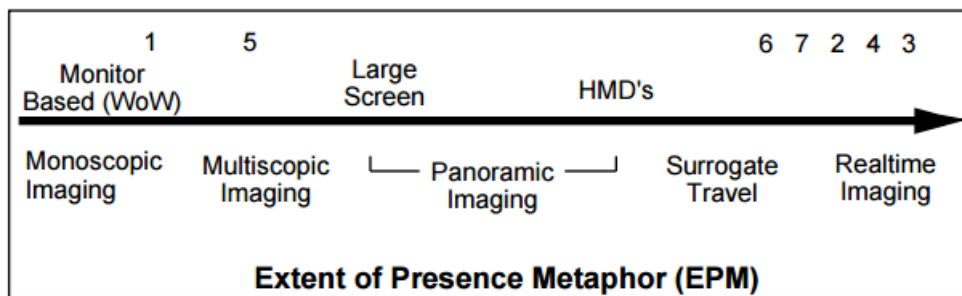 1 5 6 7 2 4 3
Monitor
Based (WoW)
Large
Screen
HMD's
Monoscopic
Imaging
Multiscopic
Imaging
Panoramic
Imaging
Surrogate
Travel
Realtime
Imaging
Extent of Presence Metaphor (EPM)